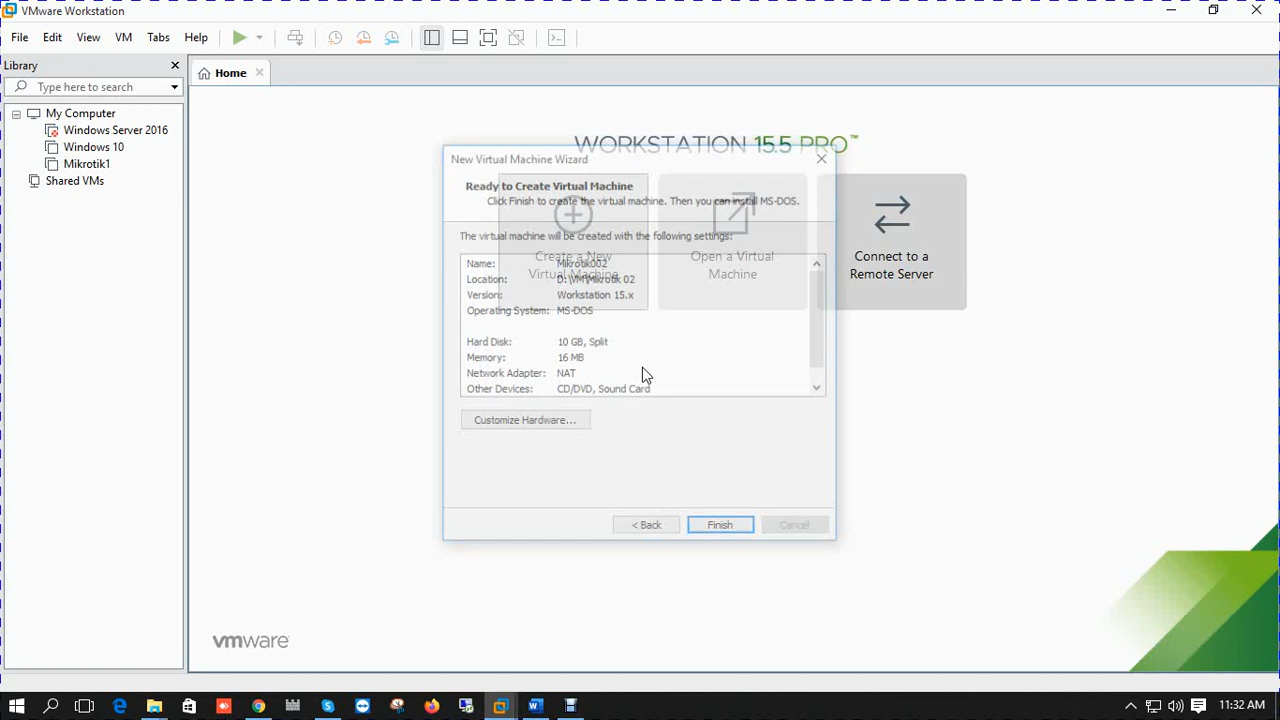 VMware Workstation
File Edit View VM Tabs Help
Library
Type here to search
Home
My Computer
Windows Server 2016
Windows 10
Mikrotik1
Shared VMs
WORKSTATION 15.5 PRO™
New Virtual Machine Wizard
Ready to Create Virtual Machine
Click Finish to create the virtual machine. Then you can install MS-DOS.
The virtual machine will be created with the following settings:
Create a New
Virtual Machine
Open a Virtual
Machine
Connect to a
Remote Server
Name: Mikrotik002
Location: D:\VM\Mikrotik 02
Version: Workstation 15.x
Operating System: MS-DOS
Hard Disk: 10 GB, Split
Memory: 16 MB
Network Adapter: NAT
Other Devices: CD/DVD, Sound Card
Customize Hardware...
< Back Finish Cancel
vmware
11:32 AM